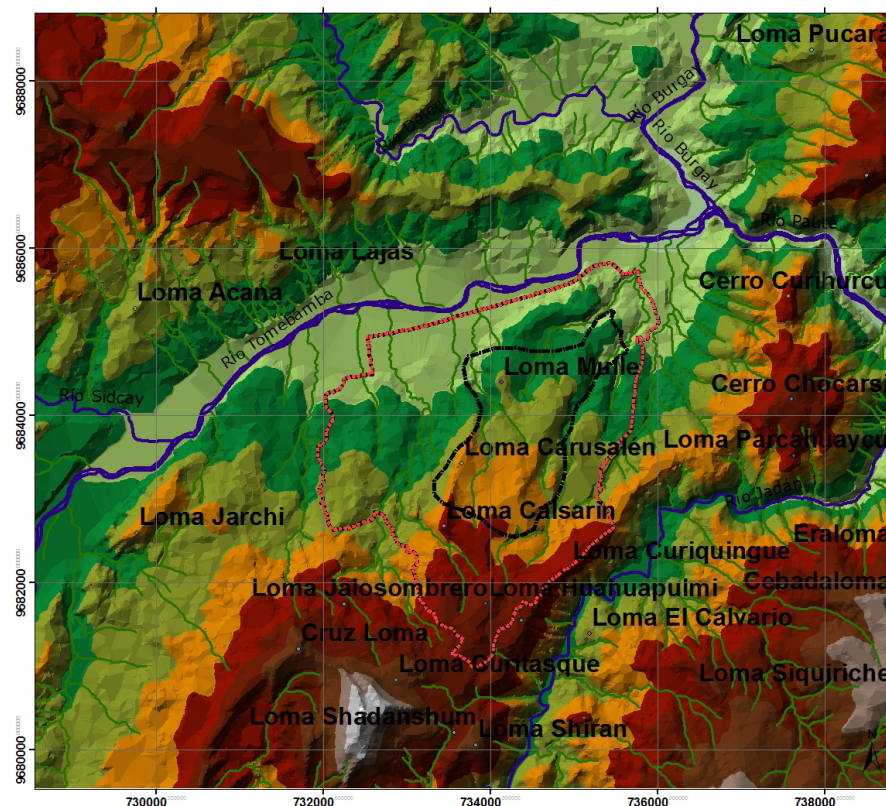 Loma Pucará
9688000
Río Burgay
Río Burgay
Río Paute
9686000
Loma Lajas
Cerro Curihurcu
Loma Acana
Río Tomebamba
Loma Mulle
Cerro Chocarsi
Río Sidcay
9684000
Loma Carusalén
Loma Parcahuaycu
Río Jadán
Loma Jarchi
Loma Calsarin
Eraloma
Loma Curiquingue
9682000
Loma Jalosombrero
Loma Huahuapulmi
Cebadaloma
Loma El Calvario
Cruz Loma
Loma Curitasque
Loma Siquiriche
Loma Shadanshum
Loma Shiran
9680000
N
730000
732000
734000
736000
738000